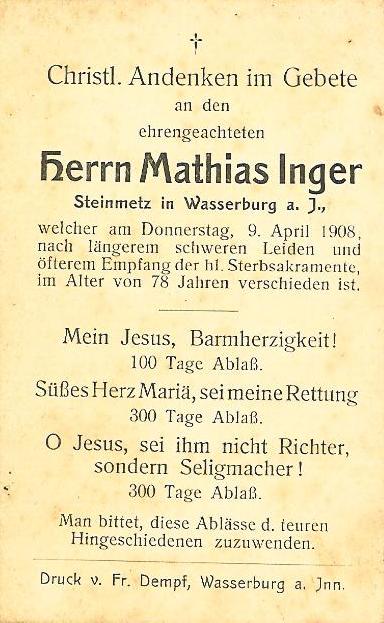 †
Christl. Andenken im Gebete
an den
ehrengeachteten
Herrn Mathias Inger
Steinmetz in Wasserburg a. J.,
welcher am Donnerstag, 9. April 1908,
nach längerem schweren Leiden und
öfterem Empfang der hl. Sterbsakramente,
im Alter von 78 Jahren verschieden ist.
Mein Jesus, Barmherzigkeit!
100 Tage Ablaß.
Süßes Herz Mariä, sei meine Rettung
300 Tage Ablaß.
O Jesus, sei ihm nicht Richter,
sondern Seligmacher!
300 Tage Ablaß.
Man bittet, diese Ablässe d. teuren
Hingeschiedenen zuzuwenden.
Druck v. Fr. Dempf, Wasserburg a. Jnn.